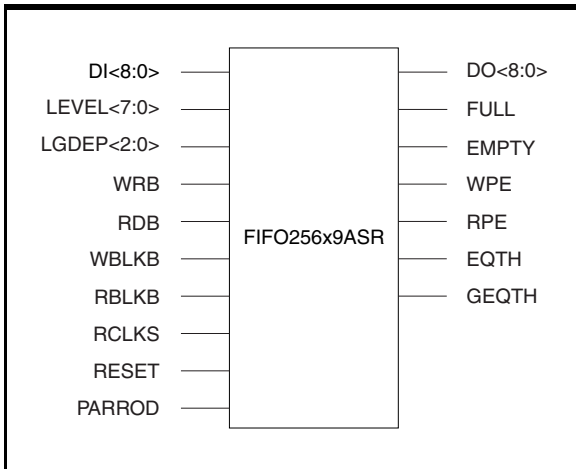 DI<8:0>
LEVEL<7:0>
LGDEP<2:0>
WRB
RDB
WBLKB
RBLKB
RCLKS
RESET
PARROD
FIFO256x9ASR
DO<8:0>
FULL
EMPTY
WPE
RPE
EQTH
GEQTH